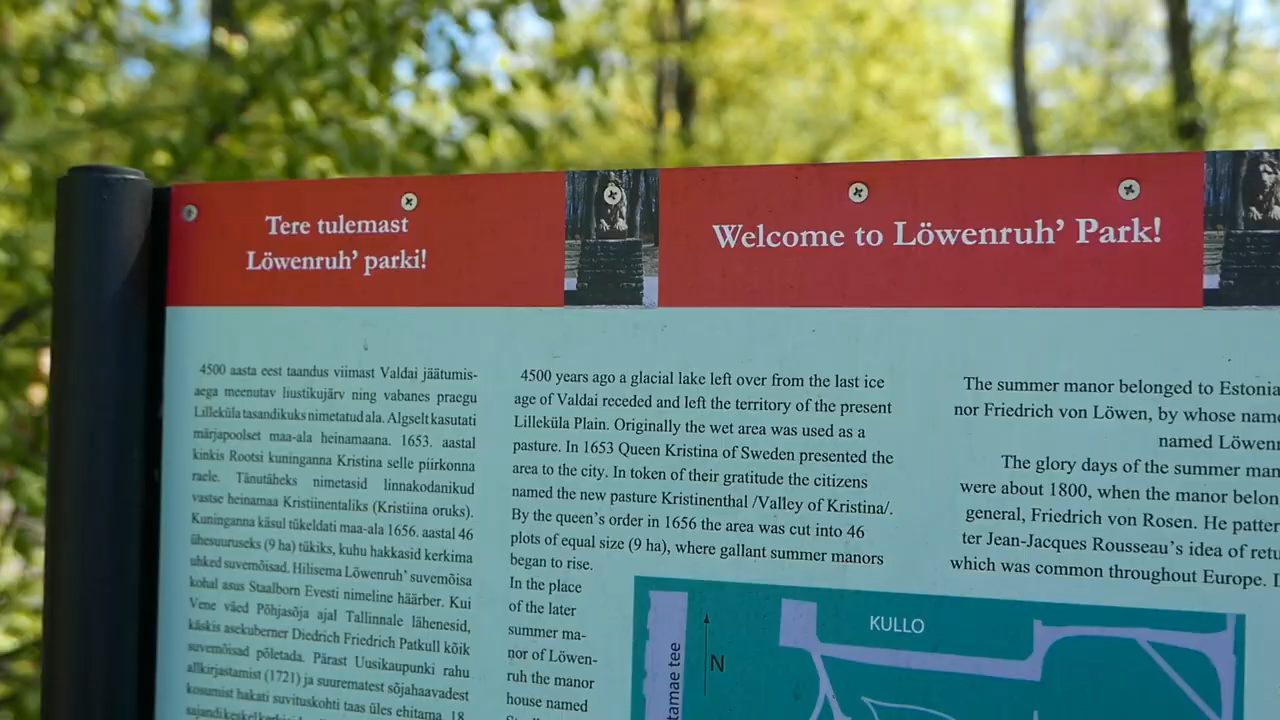 Tere tulemast
Löwenruh' parki!
Welcome to Löwenruh' Park!
4500 aasta eest taandus viimast Valdai jäätumis-
aega meenutav liustikujärv ning vabanes praegu
Lilleküla tasandikuks nimetatud ala. Algselt kasutati
märjapoolset maa-ala heinamaana. 1653. aastal
kinkis Rootsi kuninganna Kristina selle piirkonna
raele. Tänutäheks nimetasid linnakodanikud
vastse heinamaa Kristiinentaliks (Kristiina oruks).
Kuninganna käsul tükeldati maa-ala 1656. aastal 46
ühesuuruseks (9 ha) tükiks, kuhu hakkasid kerkima
uhked suvemõisad. Hilisema Löwenruh' suvemõisa
kohal asus Staalborn Evesti nimeline häärber. Kui
Vene väed Põhjasõja ajal Tallinnale lähenesid,
käskis asekuberner Diedrich Friedrich Patkull kõik
suvemõisad põletada. Pärast Uusikaupunki rahu
allkirjastamist (1721) ja suurematest sõjahaavadest
kosumist hakati suvituskohti taas üles ehitama. 18.
4500 years ago a glacial lake left over from the last ice
age of Valdai receded and left the territory of the present
Lilleküla Plain. Originally the wet area was used as a
pasture. In 1653 Queen Kristina of Sweden presented the
area to the city. In token of their gratitude the citizens
named the new pasture Kristinenthal /Valley of Kristina/.
By the queen's order in 1656 the area was cut into 46
plots of equal size (9 ha), where gallant summer manors
began to rise.
In the place
of the later
summer ma-
nor of Löwen-
ruh the manor
house named
The summer manor belonged to Estonia
nor Friedrich von Löwen, by whose nam
named Löwen
The glory days of the summer man
were about 1800, when the manor belon
general, Friedrich von Rosen. He patter
ter Jean-Jacques Rousseau's idea of retu
which was common throughout Europe.
KULLO
N
tamae tee